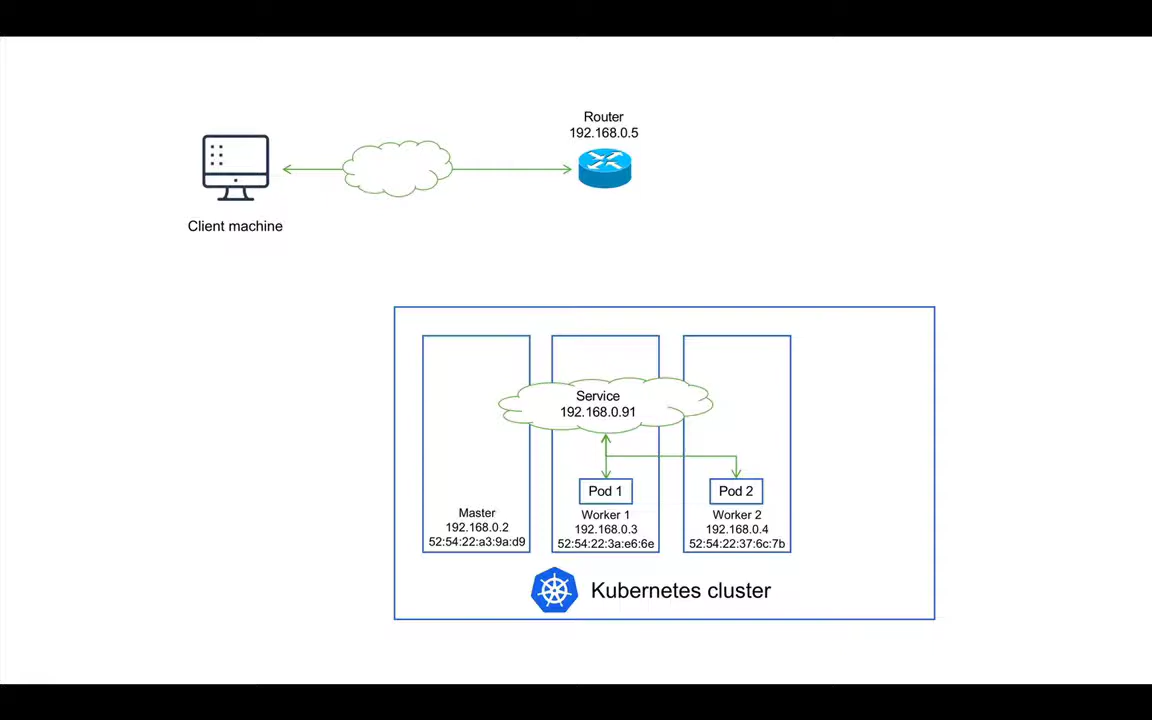 Router
192.168.0.5
Client machine
Service
192.168.0.91
Pod 1
Pod 2
Master
192.168.0.2
52:54:22:a3:9a:d9
Worker 1
192.168.0.3
52:54:22:3a:e6:6e
Worker 2
192.168.0.4
52:54:22:37:6c:7b
Kubernetes cluster